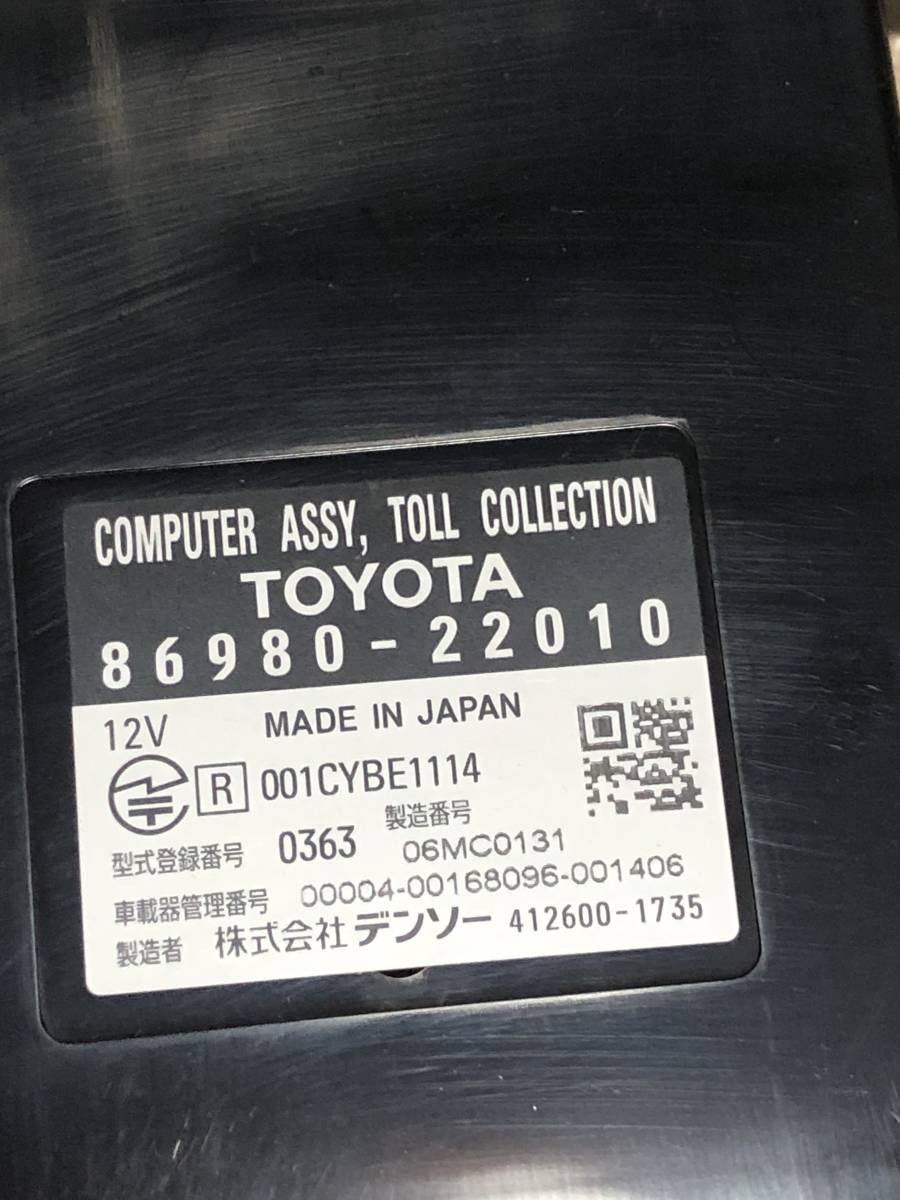 COMPUTER ASSY, TOLL COLLECTION
TOYOTA
86980-22010
12V MADE IN JAPAN
R 001CYBE1114
型式登録番号 0363 製造番号 06MC0131
車載器管理番号 00004-00168096-001406
製造者 株式会社デンソー 412600-1735